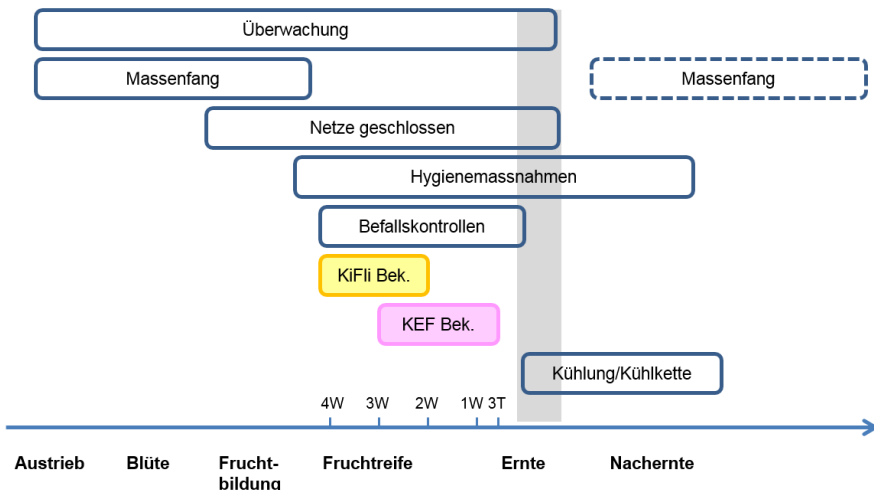 Überwachung
Massenfang
Massenfang
Netze geschlossen
Hygienemassnahmen
Befallskontrollen
KiFli Bek.
KEF Bek.
Kühlung/Kühlkette
4W 3W 2W 1W 3T
Austrieb Blüte Frucht- Fruchtreife Ernte Nachernte
bildung